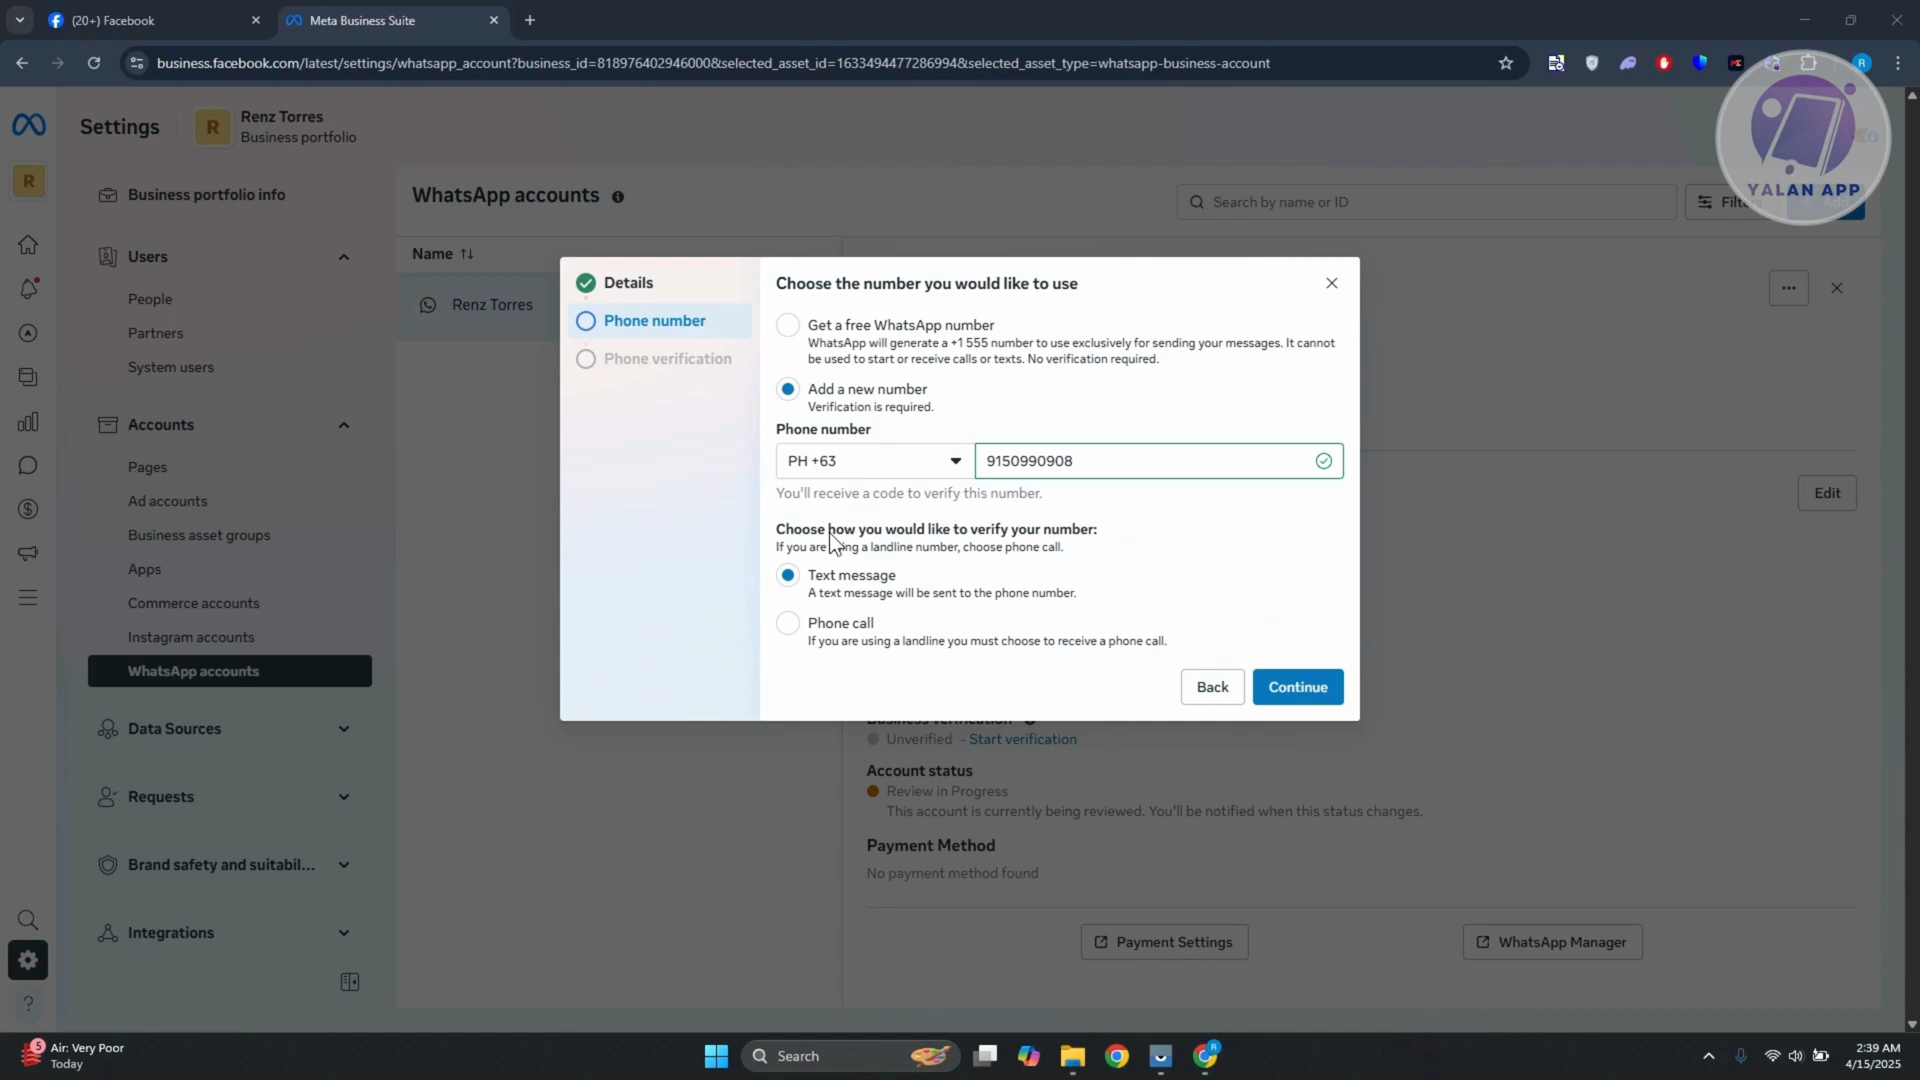 (20+) Facebook
Meta Business Suite
business.facebook.com/latest/settings/whatsapp_account?business_id=818976402946000&selected_asset_id=1633494477286994&selected_asset_type=whatsapp-business-account
R
Settings
R
Renz Torres
Business portfolio
R
YALAN APP
Business portfolio info
Users
People
Partners
System users
Accounts
Pages
Ad accounts
Business asset groups
Apps
Commerce accounts
Instagram accounts
WhatsApp accounts
Data Sources
Requests
Brand safety and suitabil...
Integrations
WhatsApp accounts
Search by name or ID
Add
Name
Renz Torres
Edit
Details
Phone number
Phone verification
Choose the number you would like to use
Get a free WhatsApp number
WhatsApp will generate a +1 555 number to use exclusively for sending your messages. It cannot
be used to start or receive calls or texts. No verification required.
Add a new number
Verification is required.
Phone number
PH +63
9150990908
You'll receive a code to verify this number.
Choose how you would like to verify your number:
If you are using a landline number, choose phone call.
Text message
A text message will be sent to the phone number.
Phone call
If you are using a landline you must choose to receive a phone call.
Back
Continue
Business verification
Unverified - Start verification
Account status
Review in Progress
This account is currently being reviewed. You'll be notified when this status changes.
Payment Method
No payment method found
Payment Settings
WhatsApp Manager
5
Air: Very Poor
Today
Search
R
2:39 AM
4/15/2025